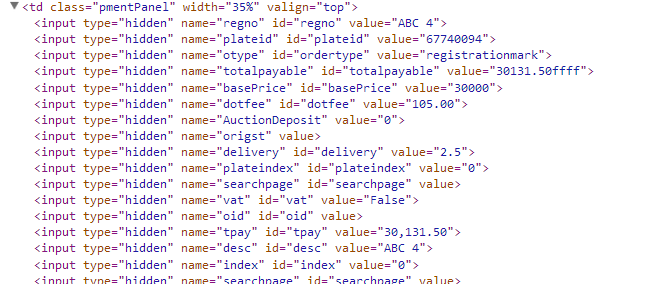 ▼<td class="pmentPanel" width="35%" valign="top">
<input type="hidden" name="regno" id="regno" value="ABC 4">
<input type="hidden" name="plateid" id="plateid" value="67740094">
<input type="hidden" name="otype" id="ordertype" value="registrationmark">
<input type="hidden" name="totalpayable" id="totalpayable" value="30131.50ffff">
<input type="hidden" name="basePrice" id="basePrice" value="30000">
<input type="hidden" name="dotfee" id="dotfee" value="105.00">
<input type="hidden" name="AuctionDeposit" value="0">
<input type="hidden" name="origst" value>
<input type="hidden" name="delivery" id="delivery" value="2.5">
<input type="hidden" name="plateindex" id="plateindex" value="0">
<input type="hidden" name="searchpage" id="searchpage" value>
<input type="hidden" name="vat" id="vat" value="False">
<input type="hidden" name="oid" id="oid" value>
<input type="hidden" name="tpay" id="tpay" value="30,131.50">
<input type="hidden" name="desc" id="desc" value="ABC 4">
<input type="hidden" name="index" id="index" value="0">
<input type="hidden" name="searchpage" id="searchpage" value>